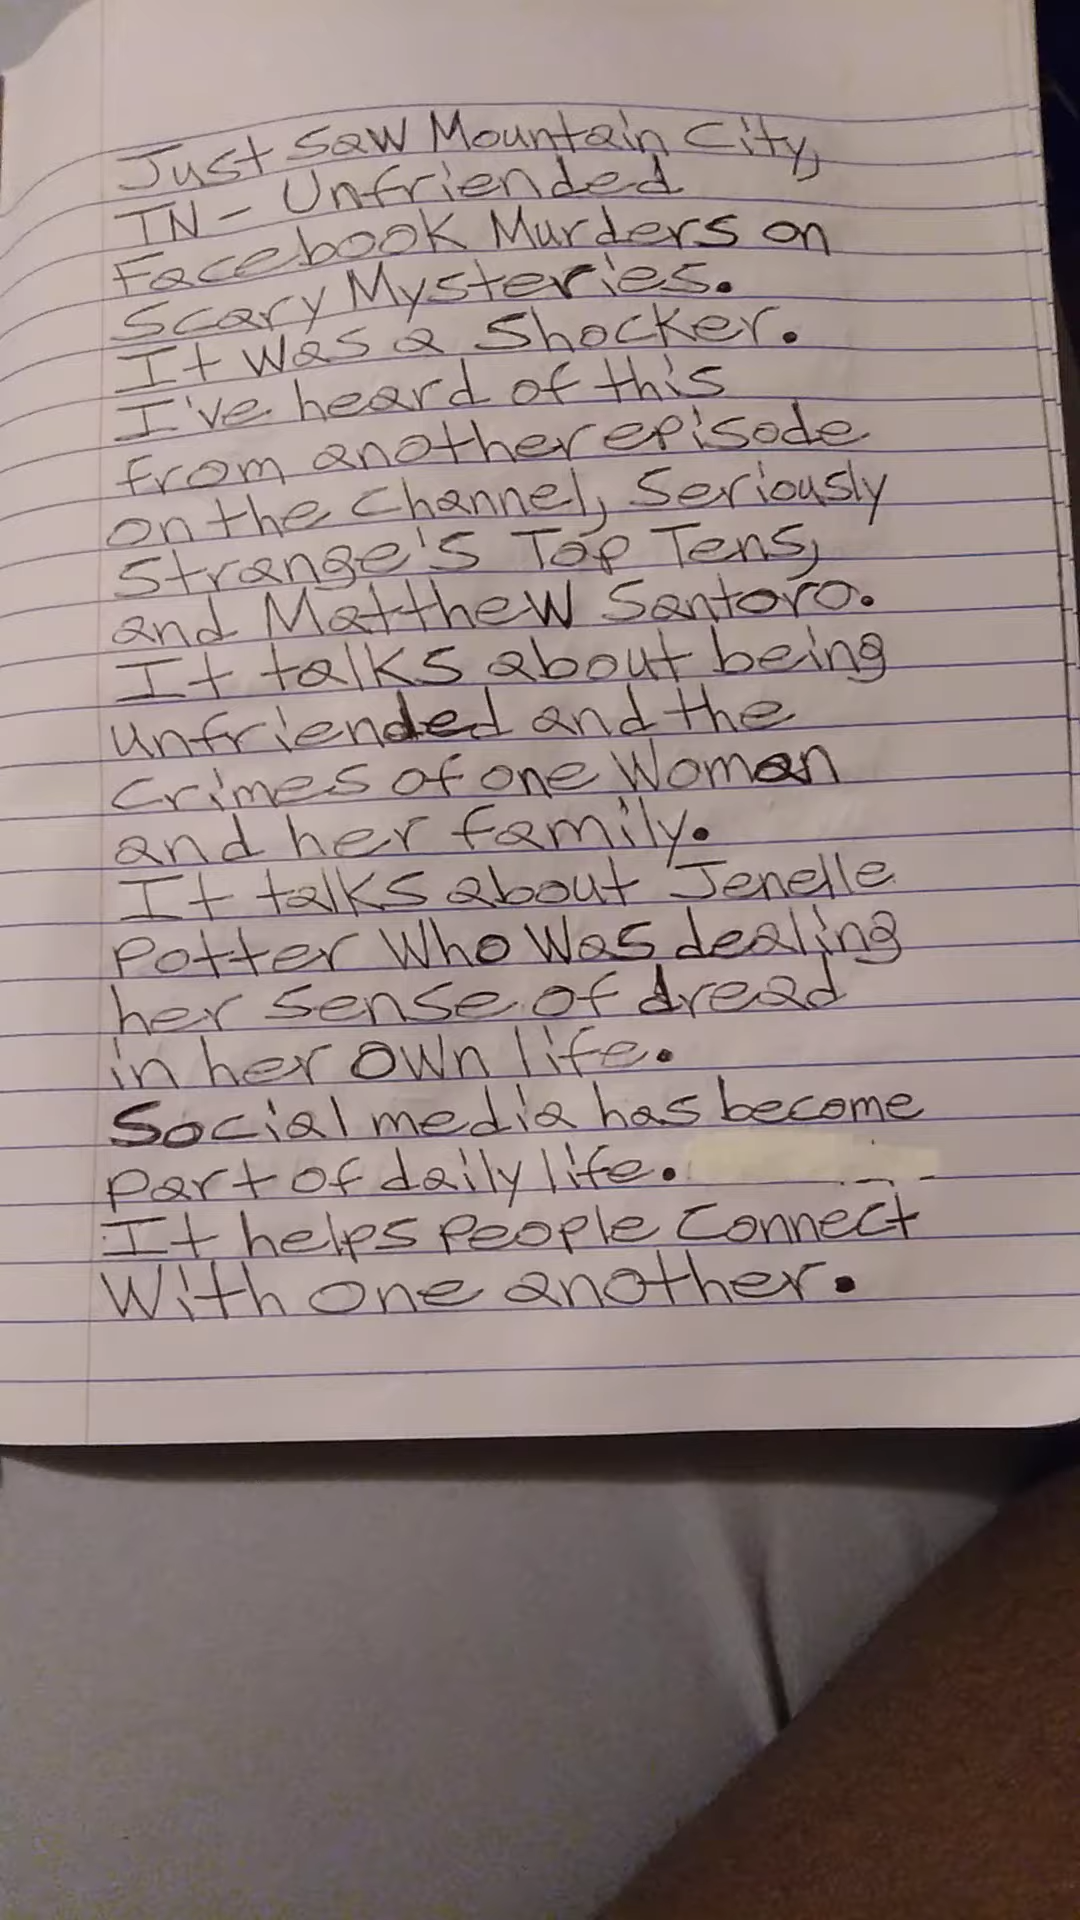 Just saw Mountain City,
TN - Unfriended
Facebook Murders on
Scary Mysteries.
It was a Shocker.
I've heard of this
from another episode
on the channel, Seriously
Strange's Top Tens,
and Matthew Santoro.
It talks about being
unfriended and the
crimes of one woman
and her family.
It talks about Jenelle
Potter who was dealing
her sense of dread
in her own life.
Social media has become
part of daily life.
It helps people connect
with one another.